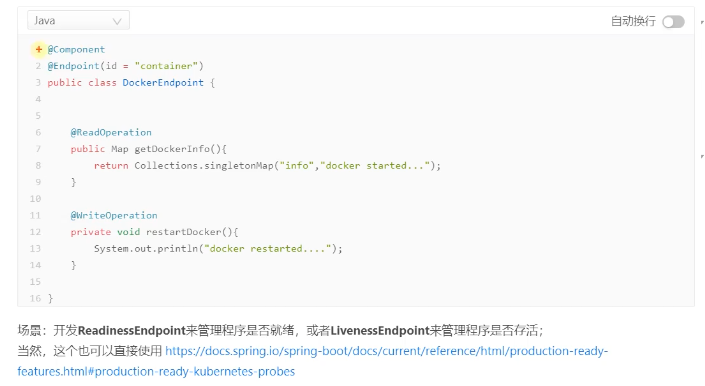 Java
自动换行
@Component
2 @Endpoint(id = "container")
3 public class DockerEndpoint {
4
5
6 @ReadOperation
7 public Map getDockerInfo(){
8 return Collections.singletonMap("info","docker started...");
9 }
10
11 @WriteOperation
12 private void restartDocker(){
13 System.out.println("docker restarted....");
14 }
15
16 }
场景：开发ReadinessEndpoint来管理程序是否就绪，或者LivenessEndpoint来管理程序是否存活；
当然，这个也可以直接使用 https://docs.spring.io/spring-boot/docs/current/reference/html/production-ready-
features.html#production-ready-kubernetes-probes